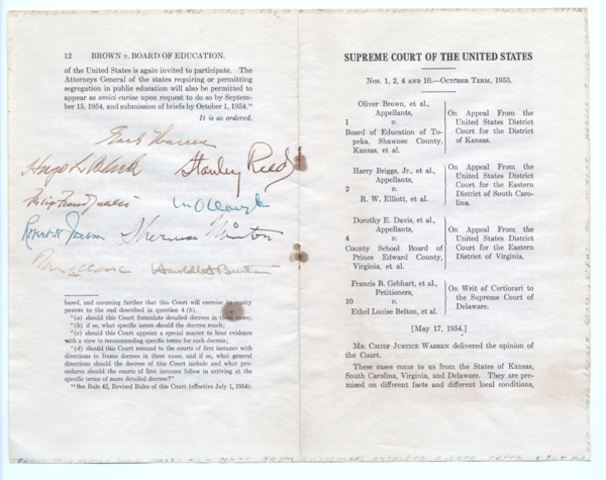 12 BROWN v. BOARD OF EDUCATION.
of the United States is again invited to participate. The
Attorneys General of the states requiring or permitting
segregation in public education will also be permitted to
appear as amici curiae upon request to do so by Septem-
ber 15, 1954, and submission of briefs by October 1, 1954.¹⁴
It is so ordered.
Earl Warren
Hugo L Black Stanley Reed
Felix Frankfurter Wm O Douglas
Robert H Jackson Sherman Minton
Tom C Clark Harold H Burton
lined, and assuming further that this Court will exercise its equity
powers to the end described in question 4 (b),
"(a) should this Court formulate detailed decrees in these cases;
"(b) if so, what specific issues should the decrees reach;
"(c) should this Court appoint a special master to hear evidence
with a view to recommending specific terms for such decrees;
"(d) should this Court remand to the courts of first instance with
directions to frame decrees in these cases, and if so, what general
directions should the decrees of this Court include and what pro-
cedures should the courts of first instance follow in arriving at the
specific terms of more detailed decrees?"
¹⁴ See Rule 42, Revised Rules of this Court (effective July 1, 1954).
SUPREME COURT OF THE UNITED STATES
Nos. 1, 2, 4 and 10.—October Term, 1953.
Oliver Brown, et al.,
Appellants,
1 v.
Board of Education of To-
peka, Shawnee County,
Kansas, et al.
On Appeal From the
United States District
Court for the District
of Kansas.
Harry Briggs, Jr., et al.,
Appellants,
2 v.
R. W. Elliott, et al.
On Appeal From the
United States District
Court for the Eastern
District of South Caro-
lina.
Dorothy E. Davis, et al.,
Appellants,
4 v.
County School Board of
Prince Edward County,
Virginia, et al.
On Appeal From the
United States District
Court for the Eastern
District of Virginia.
Francis B. Gebhart, et al.,
Petitioners,
10 v.
Ethel Louise Belton, et al.
On Writ of Certiorari to
the Supreme Court of
Delaware.
[May 17, 1954.]
Mr. Chief Justice Warren delivered the opinion of
the Court.
These cases come to us from the States of Kansas,
South Carolina, Virginia, and Delaware. They are pre-
mised on different facts and different local conditions,